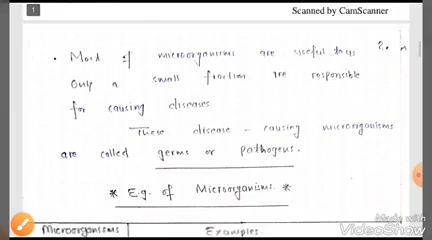 1
Scanned by CamScanner
• Most of microorganisms are useful to us
Only a small fraction are responsible
for causing diseases
These disease - causing microorganisms
are called germs or pathogens.
* E.g. of Microorganisms. *
Microorganisms Examples.
Made with
VideoShow